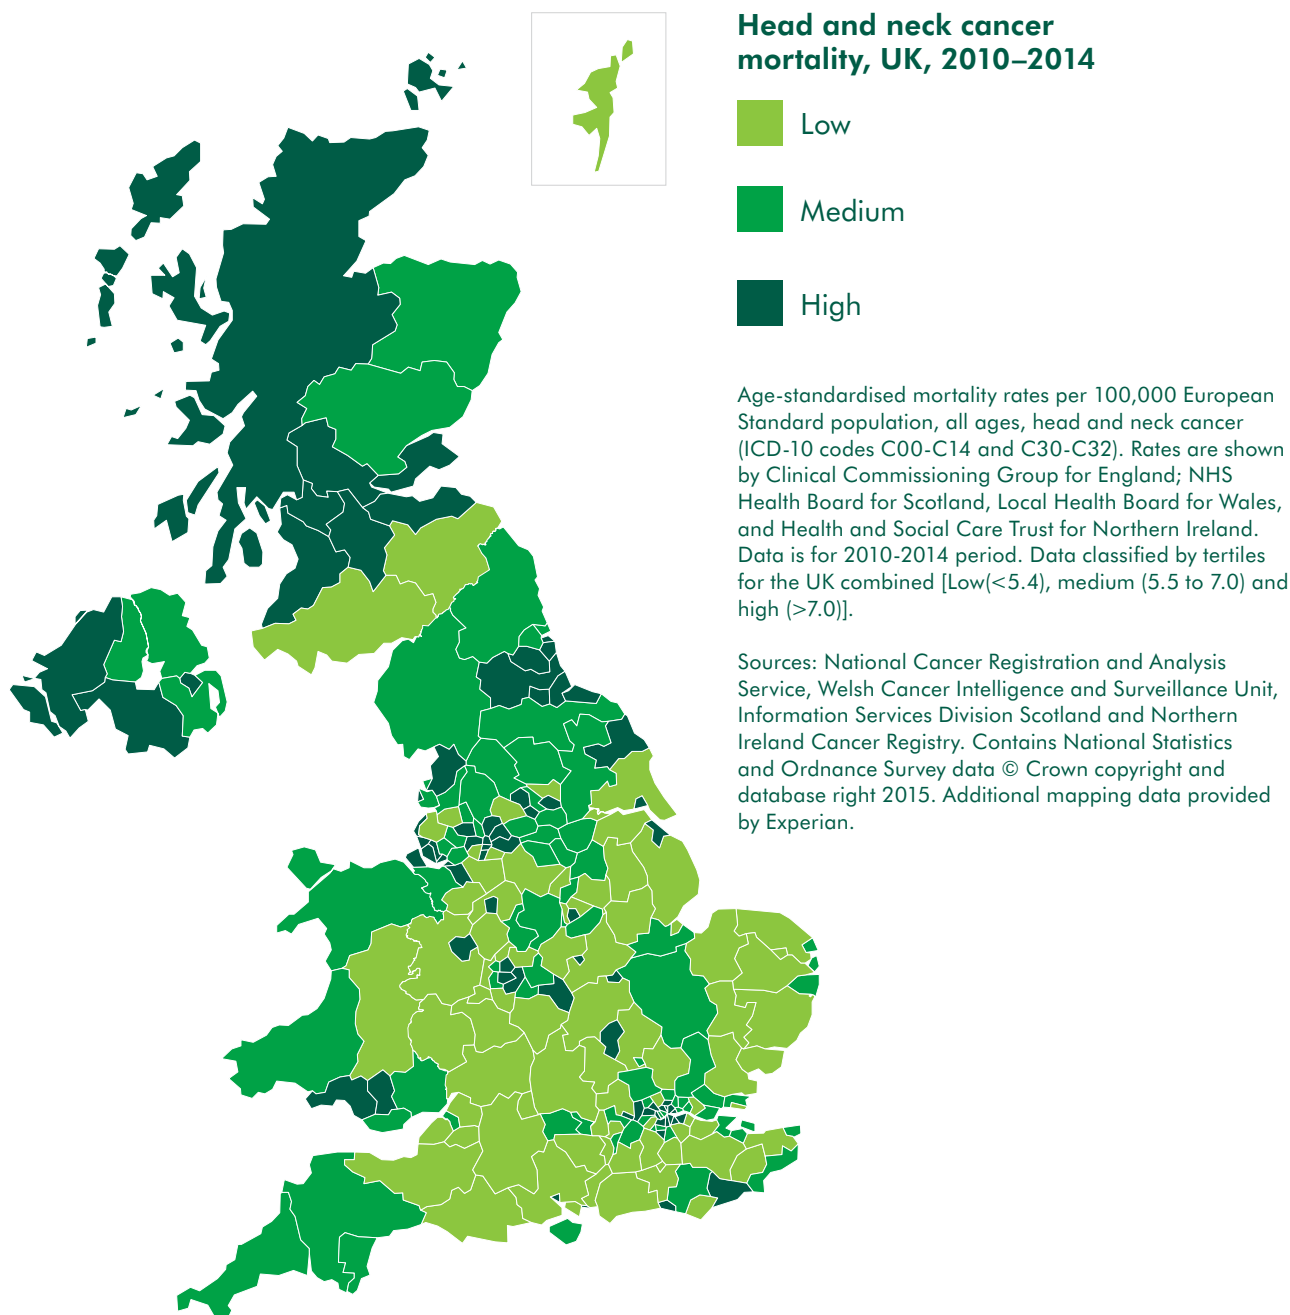 Head and neck cancer
mortality, UK, 2010–2014
Low
Medium
High
Age-standardised mortality rates per 100,000 European
Standard population, all ages, head and neck cancer
(ICD-10 codes C00-C14 and C30-C32). Rates are shown
by Clinical Commissioning Group for England; NHS
Health Board for Scotland, Local Health Board for Wales,
and Health and Social Care Trust for Northern Ireland.
Data is for 2010-2014 period. Data classified by tertiles
for the UK combined [Low(<5.4), medium (5.5 to 7.0) and
high (>7.0)].
Sources: National Cancer Registration and Analysis
Service, Welsh Cancer Intelligence and Surveillance Unit,
Information Services Division Scotland and Northern
Ireland Cancer Registry. Contains National Statistics
and Ordnance Survey data © Crown copyright and
database right 2015. Additional mapping data provided
by Experian.